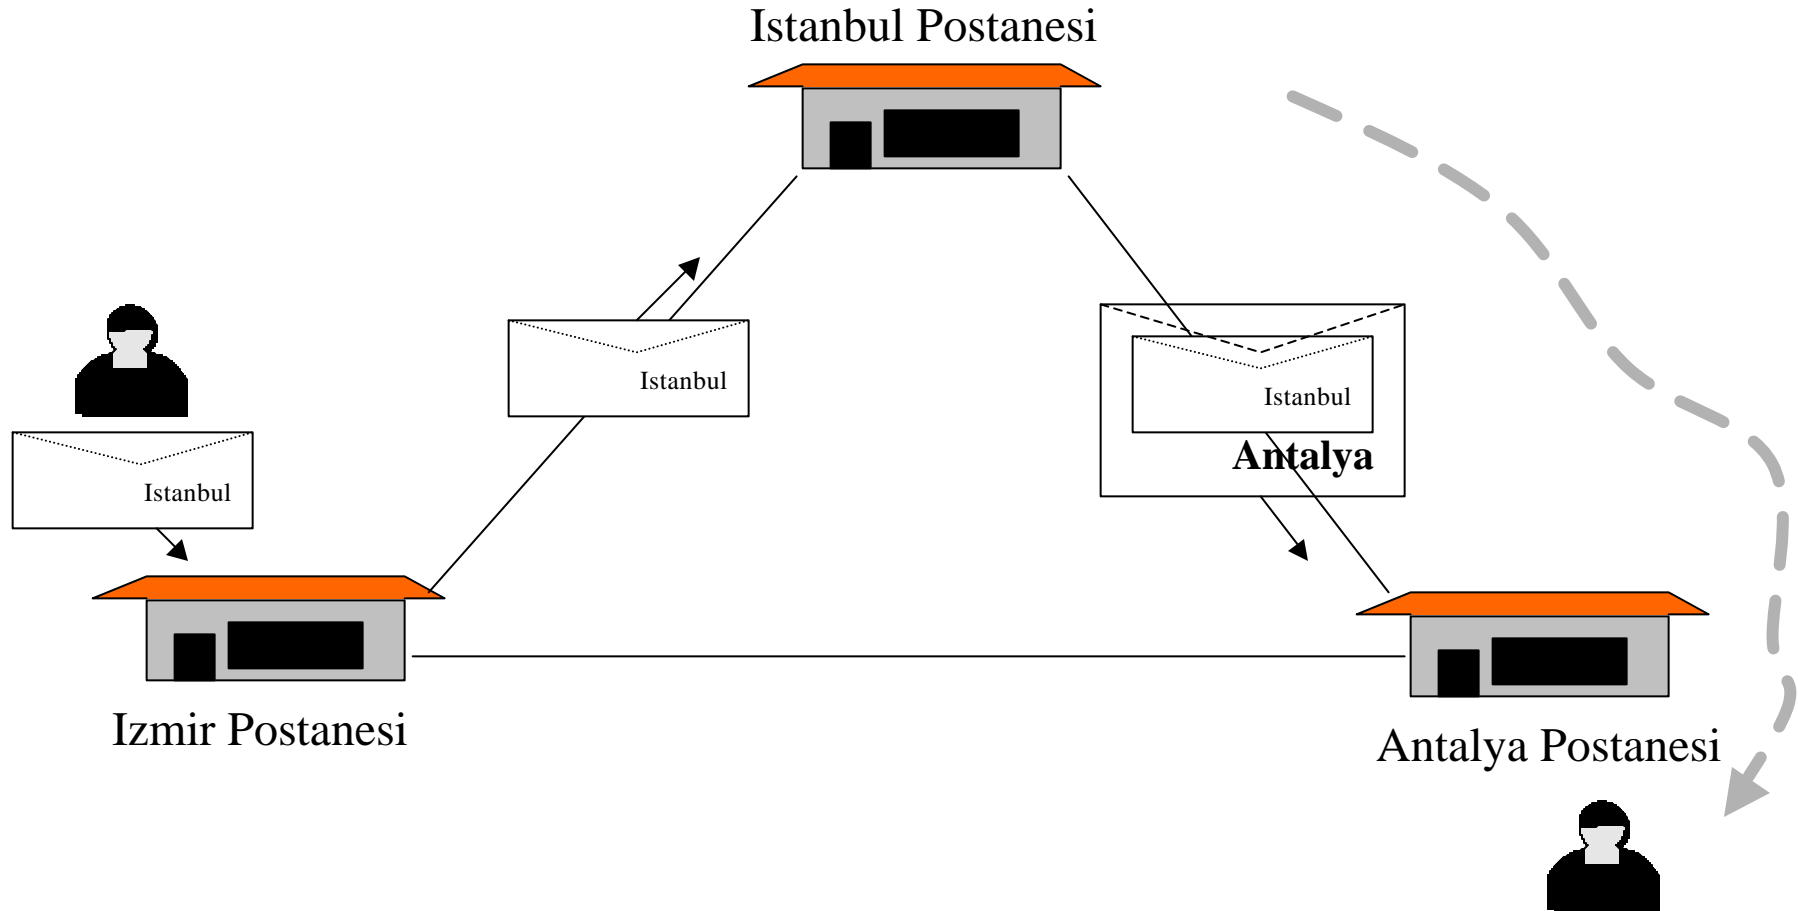 Istanbul Postanesi
Istanbul
Istanbul
Antalya
Istanbul
Izmir Postanesi
Antalya Postanesi